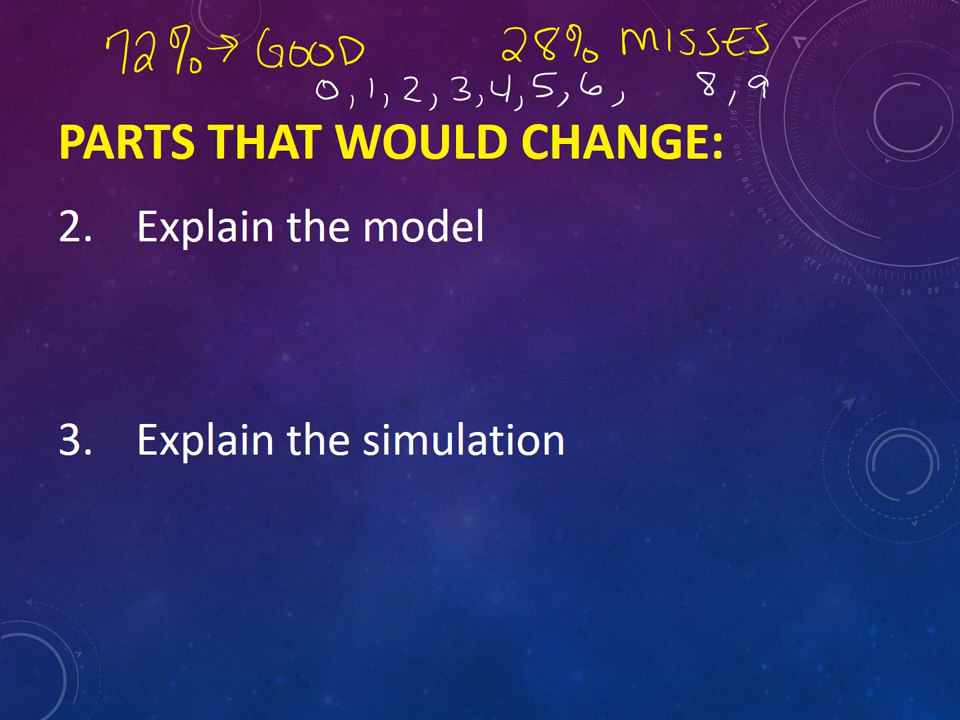 72% → GOOD 28% MISSES
0, 1, 2, 3, 4, 5, 6, 8, 9
PARTS THAT WOULD CHANGE:
2. Explain the model
3. Explain the simulation